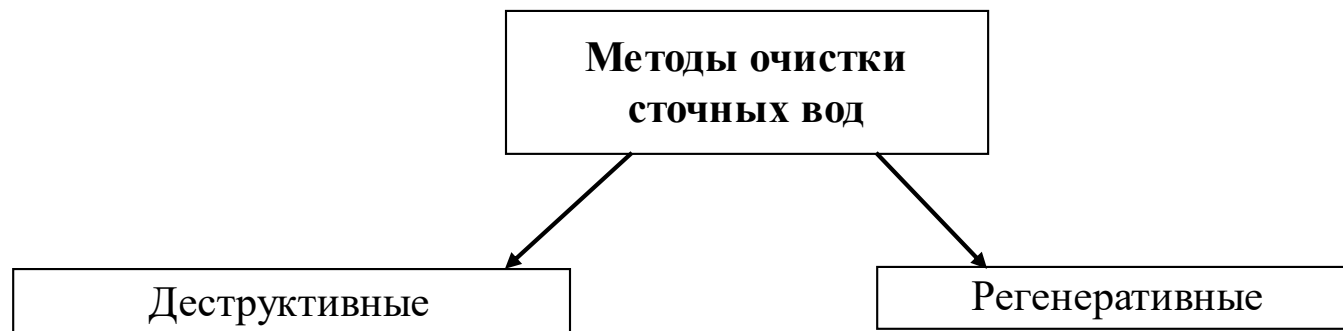 Методы очистки
сточных вод
Деструктивные
Регенеративные